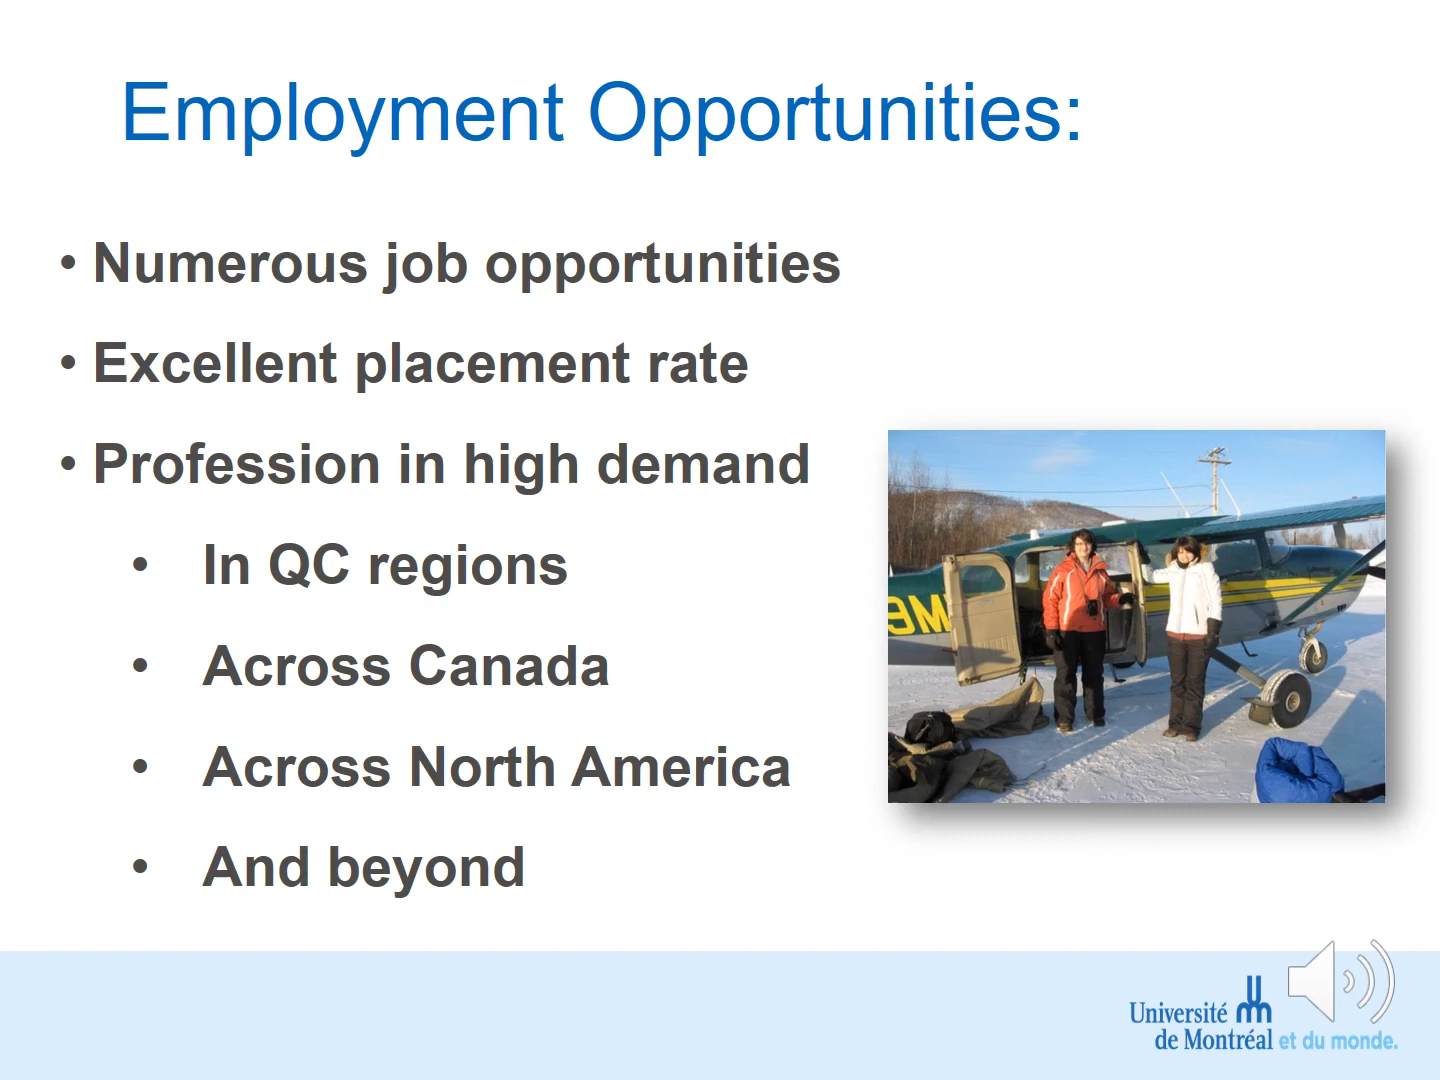 Employment Opportunities:
• Numerous job opportunities
• Excellent placement rate
• Profession in high demand
• In QC regions
• Across Canada
• Across North America
• And beyond
9M
Université
de Montréal et du monde.